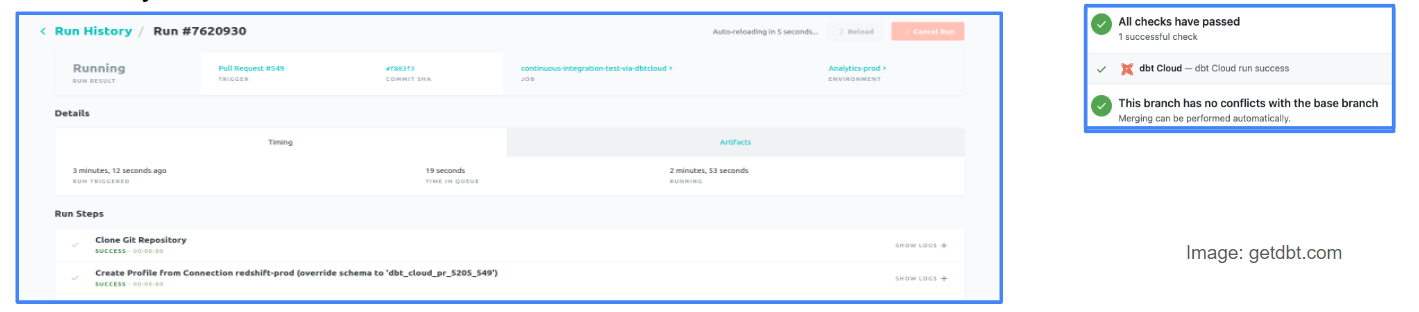 < Run History / Run #7620930
Auto-reloading in 5 seconds...
Reload
Cancel Run
Running
RUN RESULT
Pull Request #549
TRIGGER
COMMIT SHA
continuous-integration-test-via-dbtcloud >
JOB
Analytics-prod >
ENVIRONMENT
Details
Timing
Artifacts
3 minutes, 12 seconds ago
RUN TRIGGERED
19 seconds
TIME IN QUEUE
2 minutes, 53 seconds
RUNNING
Run Steps
Clone Git Repository
SUCCESS - 00:00:00
SHOW LOGS +
Create Profile from Connection redshift-prod (override schema to 'dbt_cloud_pr_5205_549')
SUCCESS - 00:00:00
SHOW LOGS +
All checks have passed
1 successful check
dbt Cloud — dbt Cloud run success
This branch has no conflicts with the base branch
Merging can be performed automatically.
Image: getdbt.com